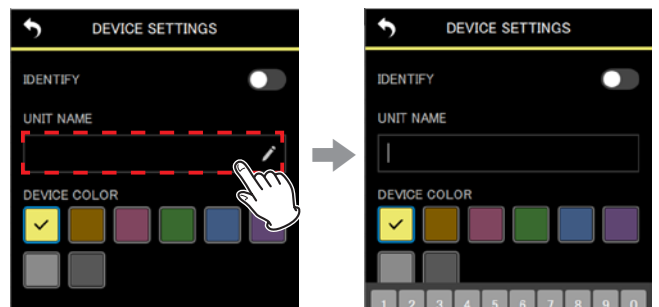 DEVICE SETTINGS
IDENTIFY
UNIT NAME
DEVICE COLOR
DEVICE SETTINGS
IDENTIFY
UNIT NAME
DEVICE COLOR
1 2 3 4 5 6 7 8 9 0